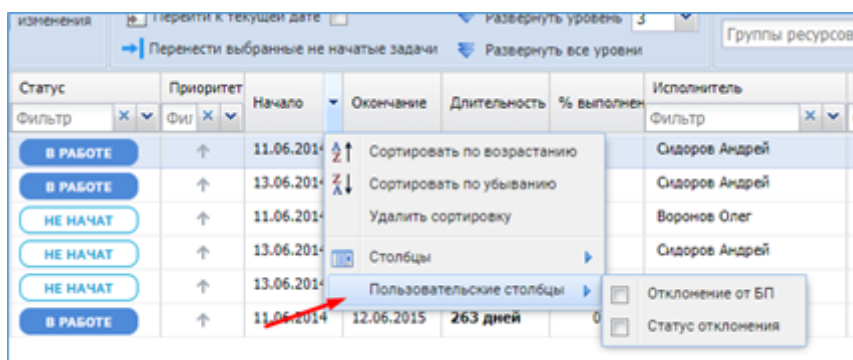 изменения
Перейти к текущей дате
Развернуть уровень 3
Группы ресурсов
Перенести выбранные не начатые задачи
Развернуть все уровни
Статус Приоритет Начало Окончание Длительность % выполнен Исполнитель
Фильтр Фил Фильтр
В РАБОТЕ 11.06.2014 Сидоров Андрей
Сортировать по возрастанию
В РАБОТЕ 13.06.2014 Сидоров Андрей
Сортировать по убыванию
НЕ НАЧАТ 11.06.2014 Воронов Олег
Удалить сортировку
НЕ НАЧАТ 13.06.2014 Сидоров Андрей
Столбцы
НЕ НАЧАТ 13.06.2014
Пользовательские столбцы
Отклонение от БП
В РАБОТЕ 11.06.2014 12.06.2015 263 дней 0
Статус отклонения